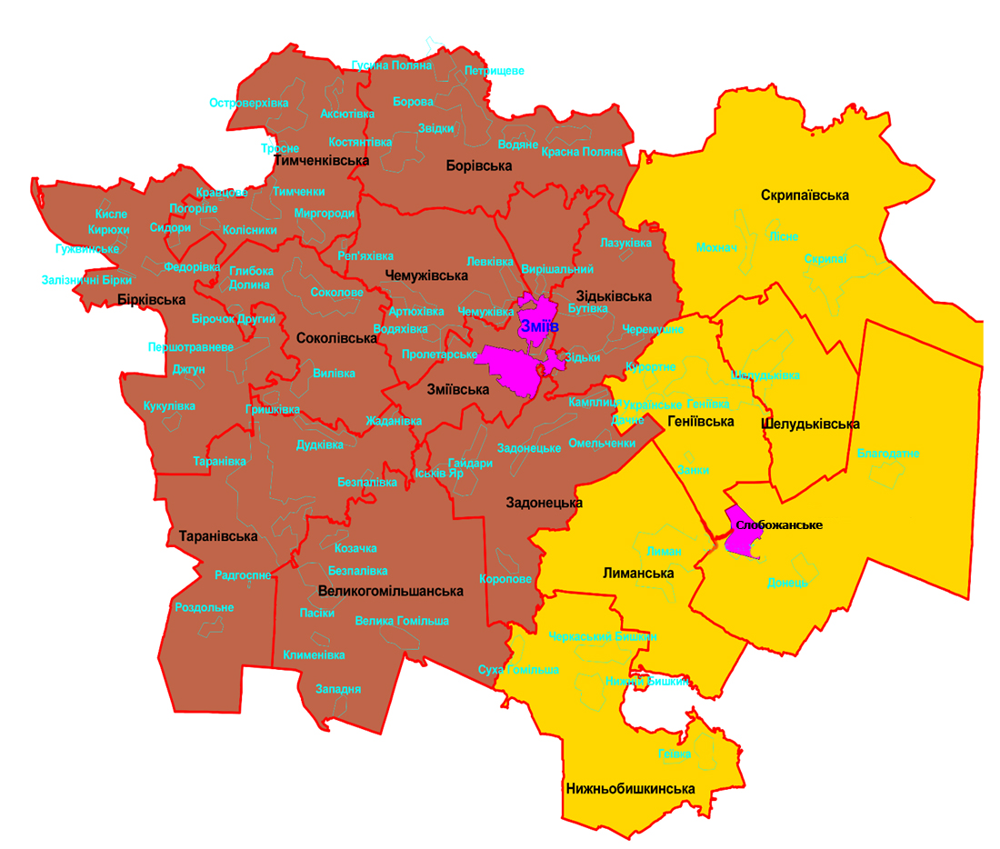 Гусина Поляна
Петрищеве
Островерхівка
Борова
Аксютівка
Звідки
Костянтівка
Водяне
Красна Поляна
Тросне
Тимченківська
Борівська
Кравцове
Тимченки
Скрипаївська
Погоріле
Миргороди
Кисле
Кирюхи
Сидори
Колісники
Лісне
Мохнач
Лазуківка
Гужвинське
Реп'яхівка
Скрипаї
Федорівка
Левківка
Вирішальний
Глибока
Долина
Чемужівська
Залізничні Бірки
Соколове
Зідьківська
Бірківська
Бутівка
Артюхівка
Чемужівка
Бірочок Другий
Зміїв
Водяхівка
Черемушне
Соколівська
Першотравневе
Пролетарське
Зідьки
Джгун
Вилівка
Курортне
Шелудьківка
Зміївська
Кукулівка
Камплиця
Українське
Геніївка
Гришківка
Жаданівка
Дачне
Геніївська
Шелудьківська
Дудківка
Задонецьке
Омельченки
Благодатне
Таранівка
Гайдари
Іськів Яр
Занки
Безпалівка
Задонецька
Слобожанське
Таранівська
Козачка
Лиман
Безпалівка
Радгоспне
Коропове
Лиманська
Донець
Великогомільшанська
Роздольне
Пасіки
Велика Гомільша
Черкаський Бишкин
Клименівка
Суха Гомільша
Нижній Бишкин
Западня
Геївка
Нижньобишкинська